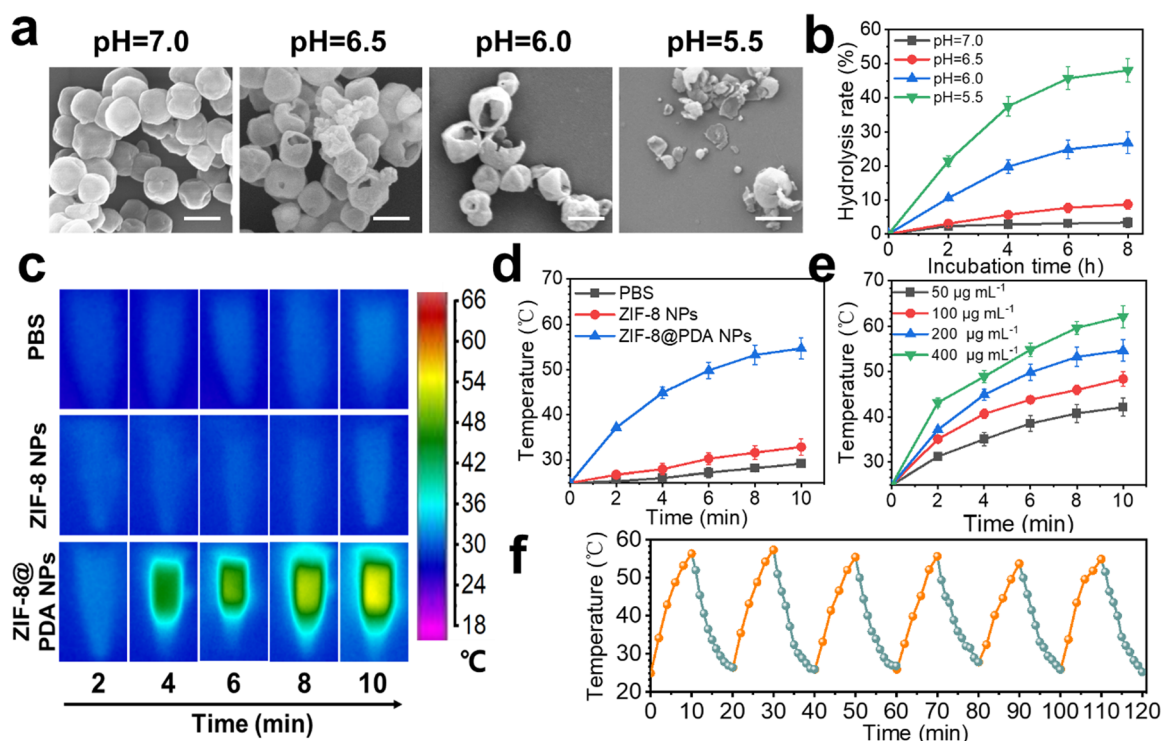 a
pH=7.0
pH=6.5
pH=6.0
pH=5.5
b
Hydrolysis rate (%)
60
50
40
30
20
10
0
pH=7.0
pH=6.5
pH=6.0
pH=5.5
0 2 4 6 8
Incubation time (h)
c
PBS
ZIF-8 NPs
ZIF-8@
PDA NPs
2 4 6 8 10
Time (min)
66
60
54
48
42
36
30
24
18
℃
d
Temperature (℃)
70
60
50
40
30
PBS
ZIF-8 NPs
ZIF-8@PDA NPs
0 2 4 6 8 10
Time (min)
e
Temperature (℃)
70
60
50
40
30
50 μg mL⁻¹
100 μg mL⁻¹
200 μg mL⁻¹
400 μg mL⁻¹
0 2 4 6 8 10
Time (min)
f
Temperature (℃)
60
50
40
30
20
0 10 20 30 40 50 60 70 80 90 100 110 120
Time (min)